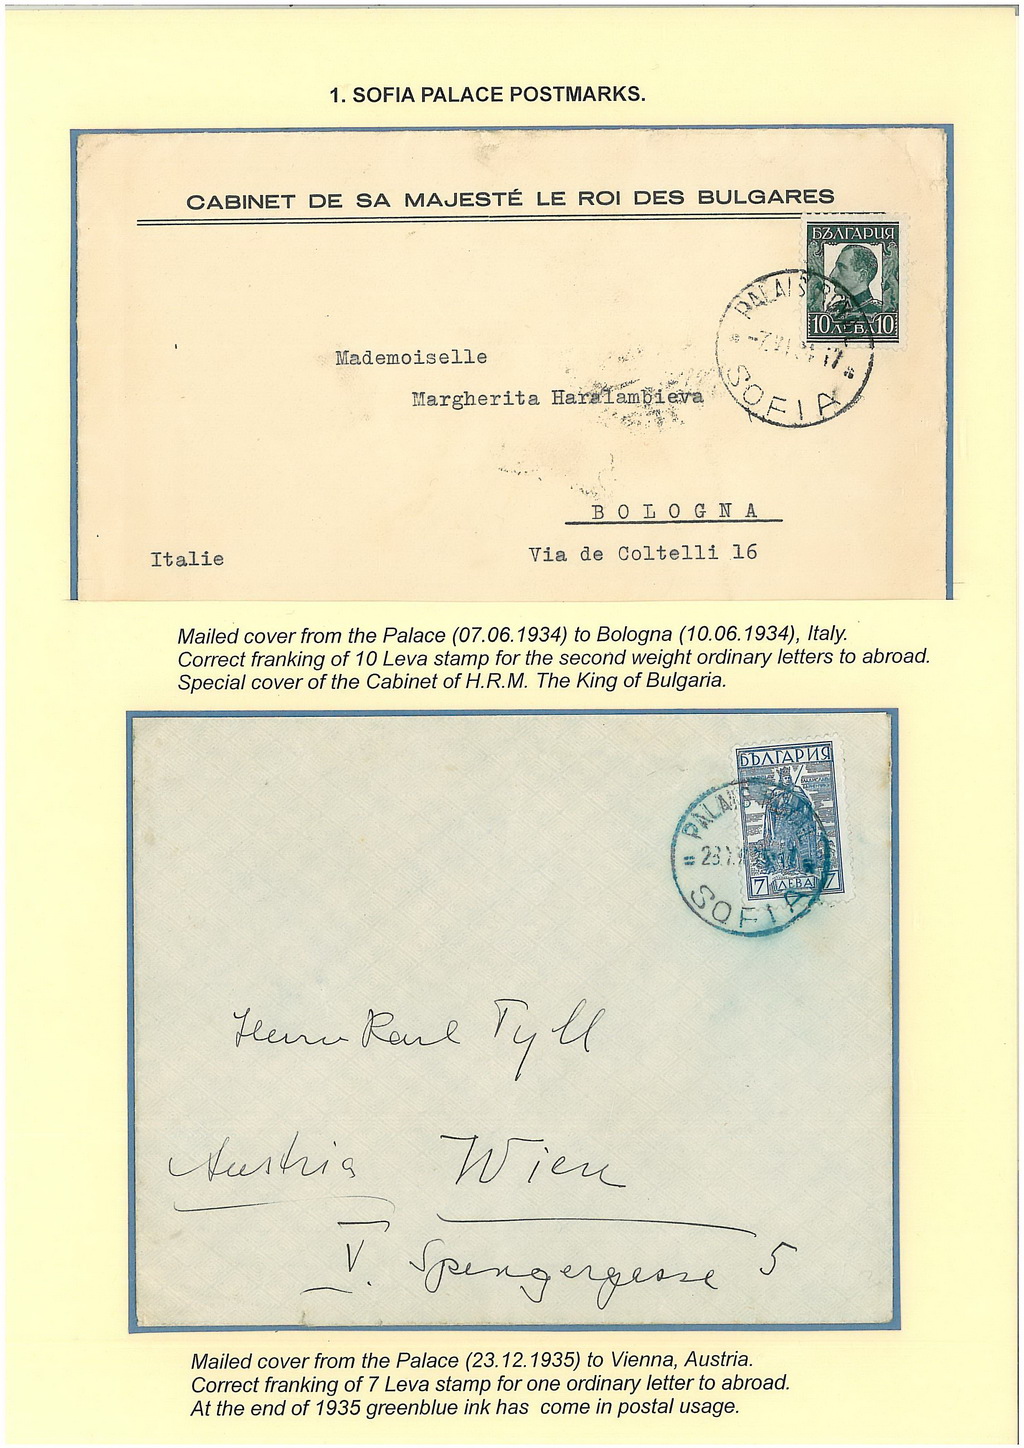 1. SOFIA PALACE POSTMARKS.
CABINET DE SA MAJESTÉ LE ROI DES BULGARES
БЪЛГАРИЯ
10 ЛЕВА 10
PALAIS ROYAL
SOFIA
Mademoiselle
Margherita Haralambieva
BOLOGNA
Italie
Via de Coltelli 16
Mailed cover from the Palace (07.06.1934) to Bologna (10.06.1934), Italy.
Correct franking of 10 Leva stamp for the second weight ordinary letters to abroad.
Special cover of the Cabinet of H.R.M. The King of Bulgaria.
БЪЛГАРИЯ
7 ЛЕВА 7
PALAIS ROYAL
SOFIA
Herrn Karl Tyll
Austria Wien
V. Spengergasse 5
Mailed cover from the Palace (23.12.1935) to Vienna, Austria.
Correct franking of 7 Leva stamp for one ordinary letter to abroad.
At the end of 1935 greenblue ink has come in postal usage.